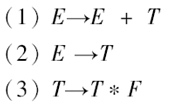 (1) E→E + T
(2) E →T
(3) T→T * F